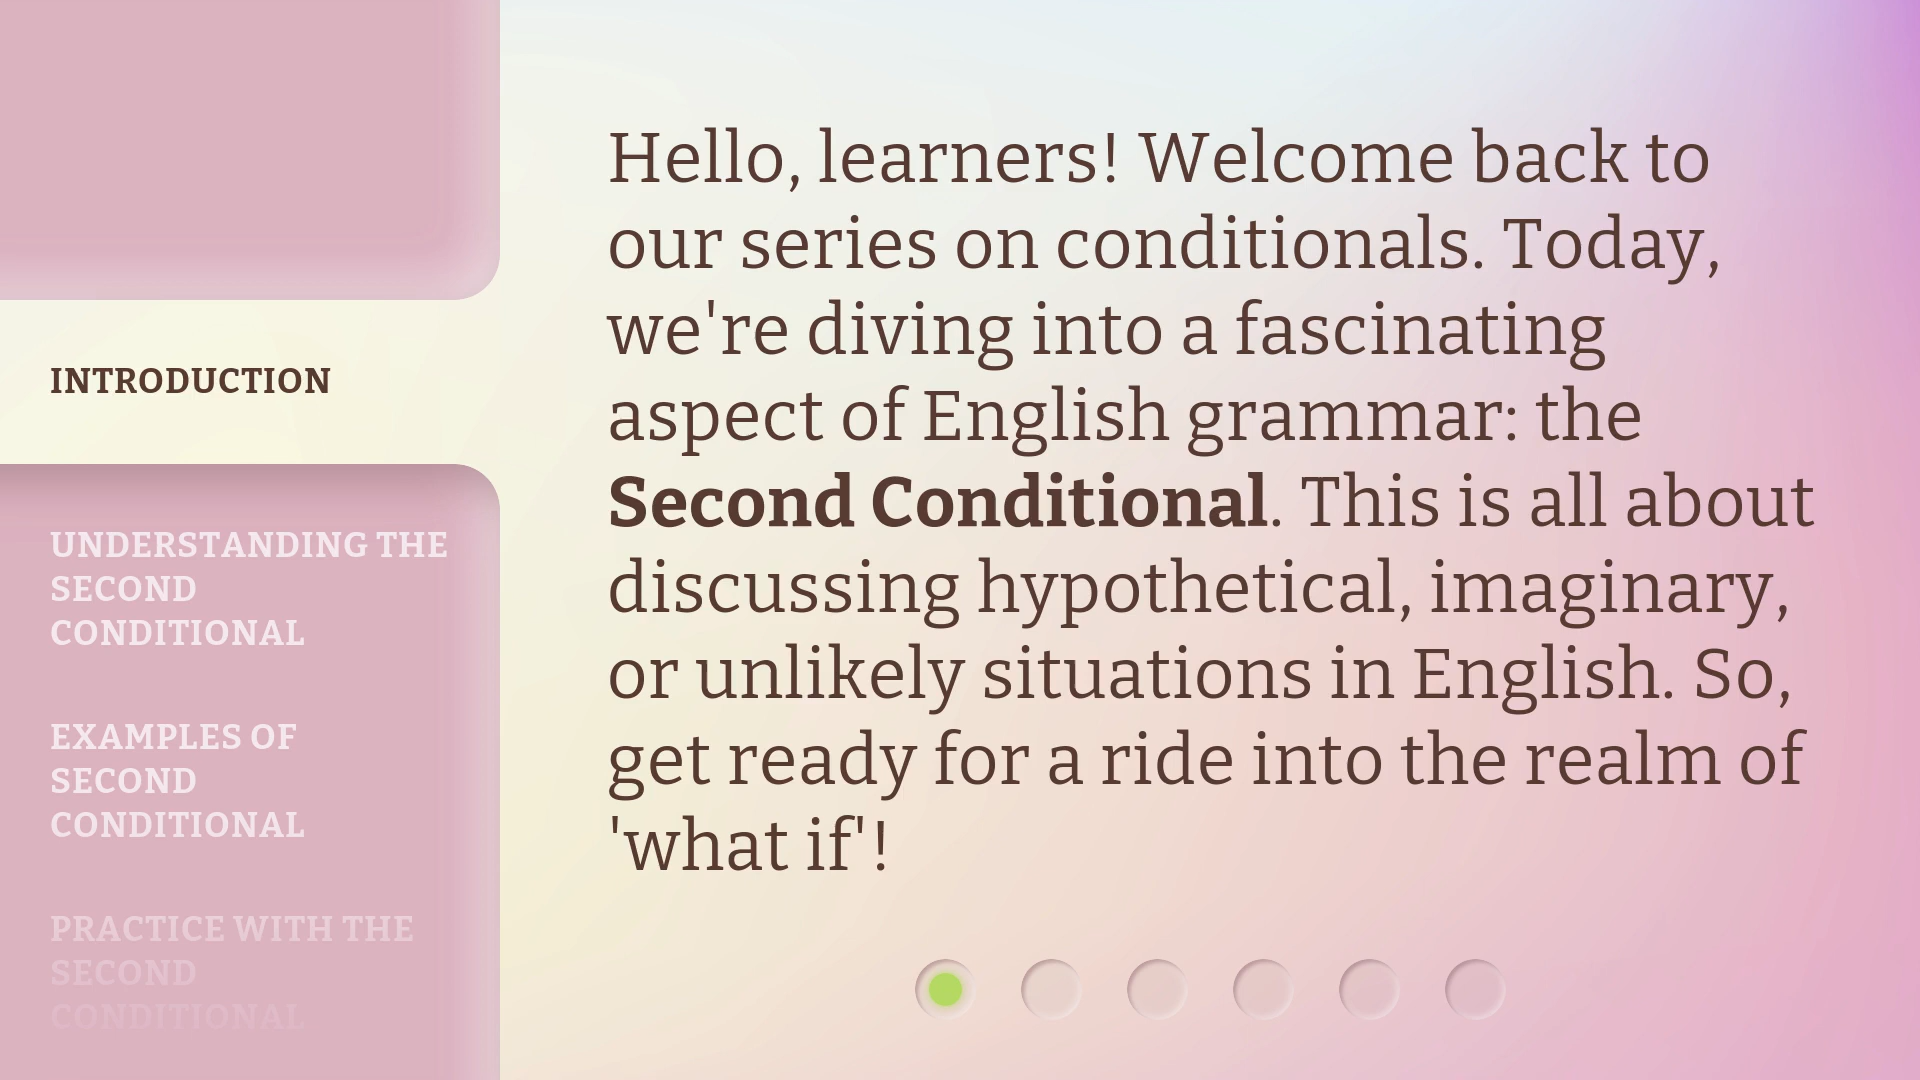 INTRODUCTION
UNDERSTANDING THE
SECOND
CONDITIONAL
EXAMPLES OF
SECOND
CONDITIONAL
PRACTICE WITH THE
SECOND
CONDITIONAL
Hello, learners! Welcome back to
our series on conditionals. Today,
we're diving into a fascinating
aspect of English grammar: the
Second Conditional. This is all about
discussing hypothetical, imaginary,
or unlikely situations in English. So,
get ready for a ride into the realm of
'what if'!